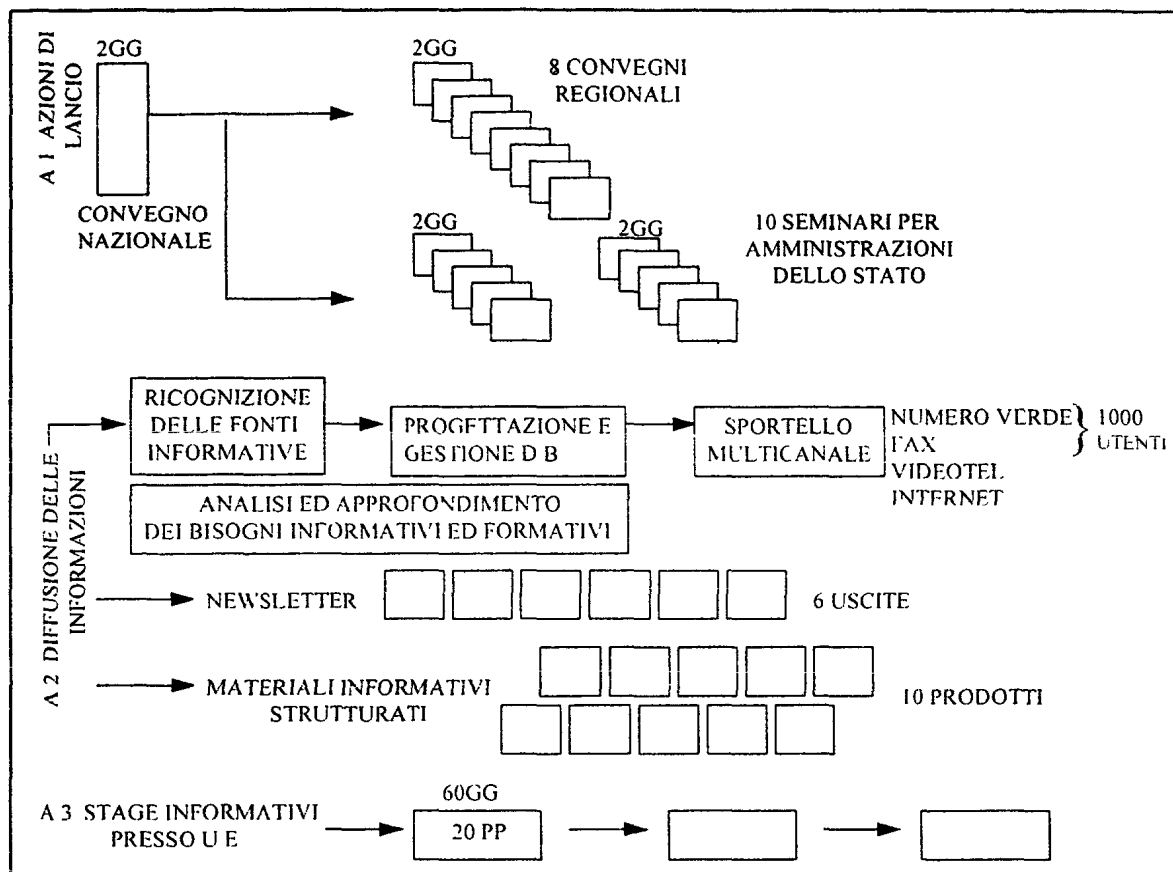 A 1 AZIONI DI
LANCIO
2GG
CONVEGNO
NAZIONALE
2GG
8 CONVEGNI
REGIONALI
2GG
2GG
10 SEMINARI PER
AMMINISTRAZIONI
DELLO STATO
A 2 DIFFUSIONE DELLE
INFORMAZIONI
RICOGNIZIONE
DELLE FONTI
INFORMATIVE
PROGETTAZIONE E
GESTIONE D B
SPORTELLO
MULTICANALE
NUMERO VERDE
FAX
VIDEOTEL
INTERNET
1000
UTENTI
ANALISI ED APPROFONDIMENTO
DEI BISOGNI INFORMATIVI ED FORMATIVI
NEWSLETTER
6 USCITE
MATERIALI INFORMATIVI
STRUTTURATI
10 PRODOTTI
A 3 STAGE INFORMATIVI
PRESSO U E
60GG
20 PP